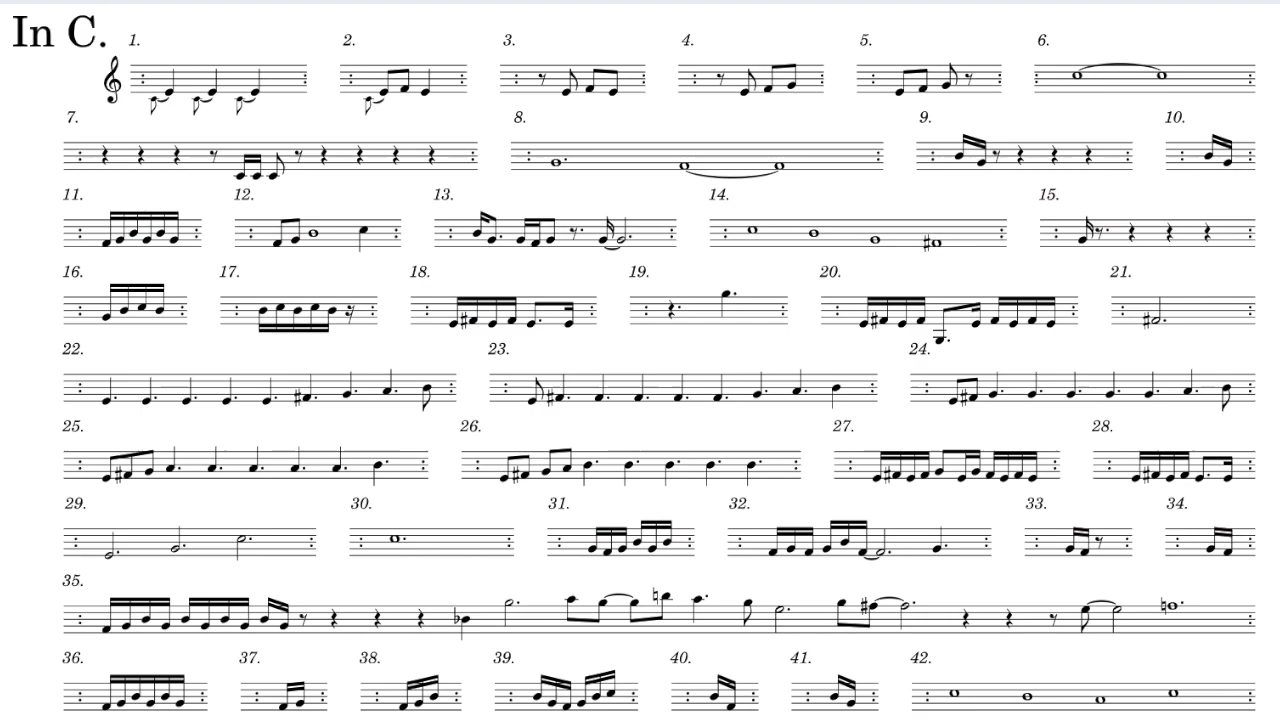 In C.
1. 2. 3. 4. 5. 6.
7. 8. 9. 10.
11. 12. 13. 14. 15.
16. 17. 18. 19. 20. 21.
22. 23. 24.
25. 26. 27. 28.
29. 30. 31. 32. 33. 34.
35.
36. 37. 38. 39. 40. 41. 42.